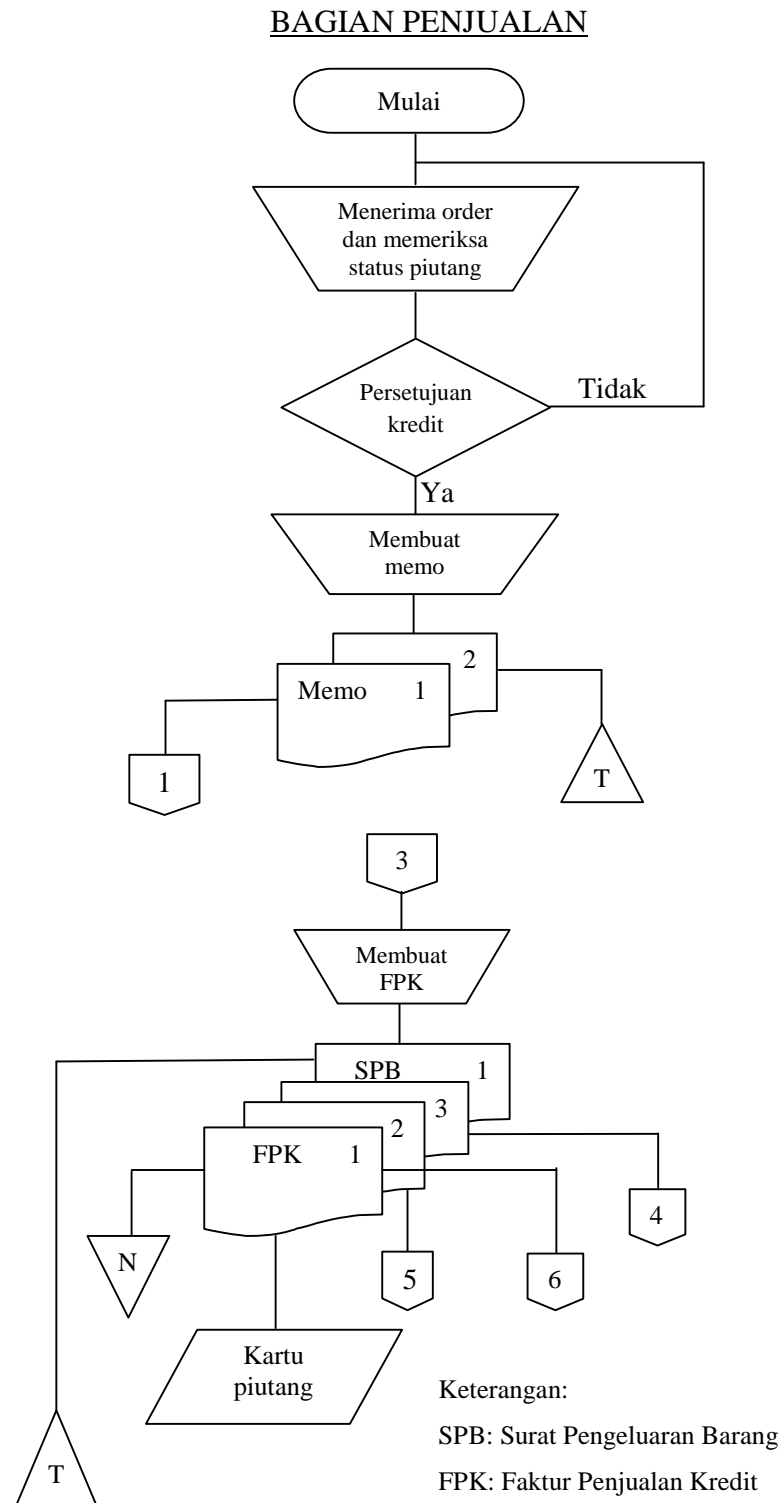 BAGIAN PENJUALAN
Mulai
Menerima order
dan memeriksa
status piutang
Persetujuan
kredit
Tidak
Ya
Membuat
memo
2
Memo 1
1
T
3
Membuat
FPK
SPB 1
3
2
FPK 1
N
5
6
4
Kartu
piutang
T
Keterangan:
SPB: Surat Pengeluaran Barang
FPK: Faktur Penjualan Kredit